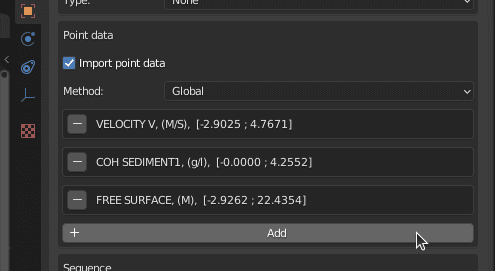 Type: None
Point data
Import point data
Method: Global
VELOCITY V, (M/S), [-2.9025 ; 4.7671]
COH SEDIMENT1, (g/l), [-0.0000 ; 4.2552]
FREE SURFACE, (M), [-2.9262 ; 22.4354]
+ Add
Sequence